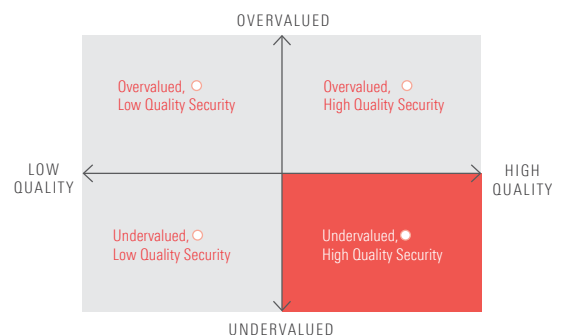 OVERVALUED
Overvalued,
Low Quality Security
Overvalued,
High Quality Security
LOW
QUALITY
HIGH
QUALITY
Undervalued,
Low Quality Security
Undervalued,
High Quality Security
UNDERVALUED